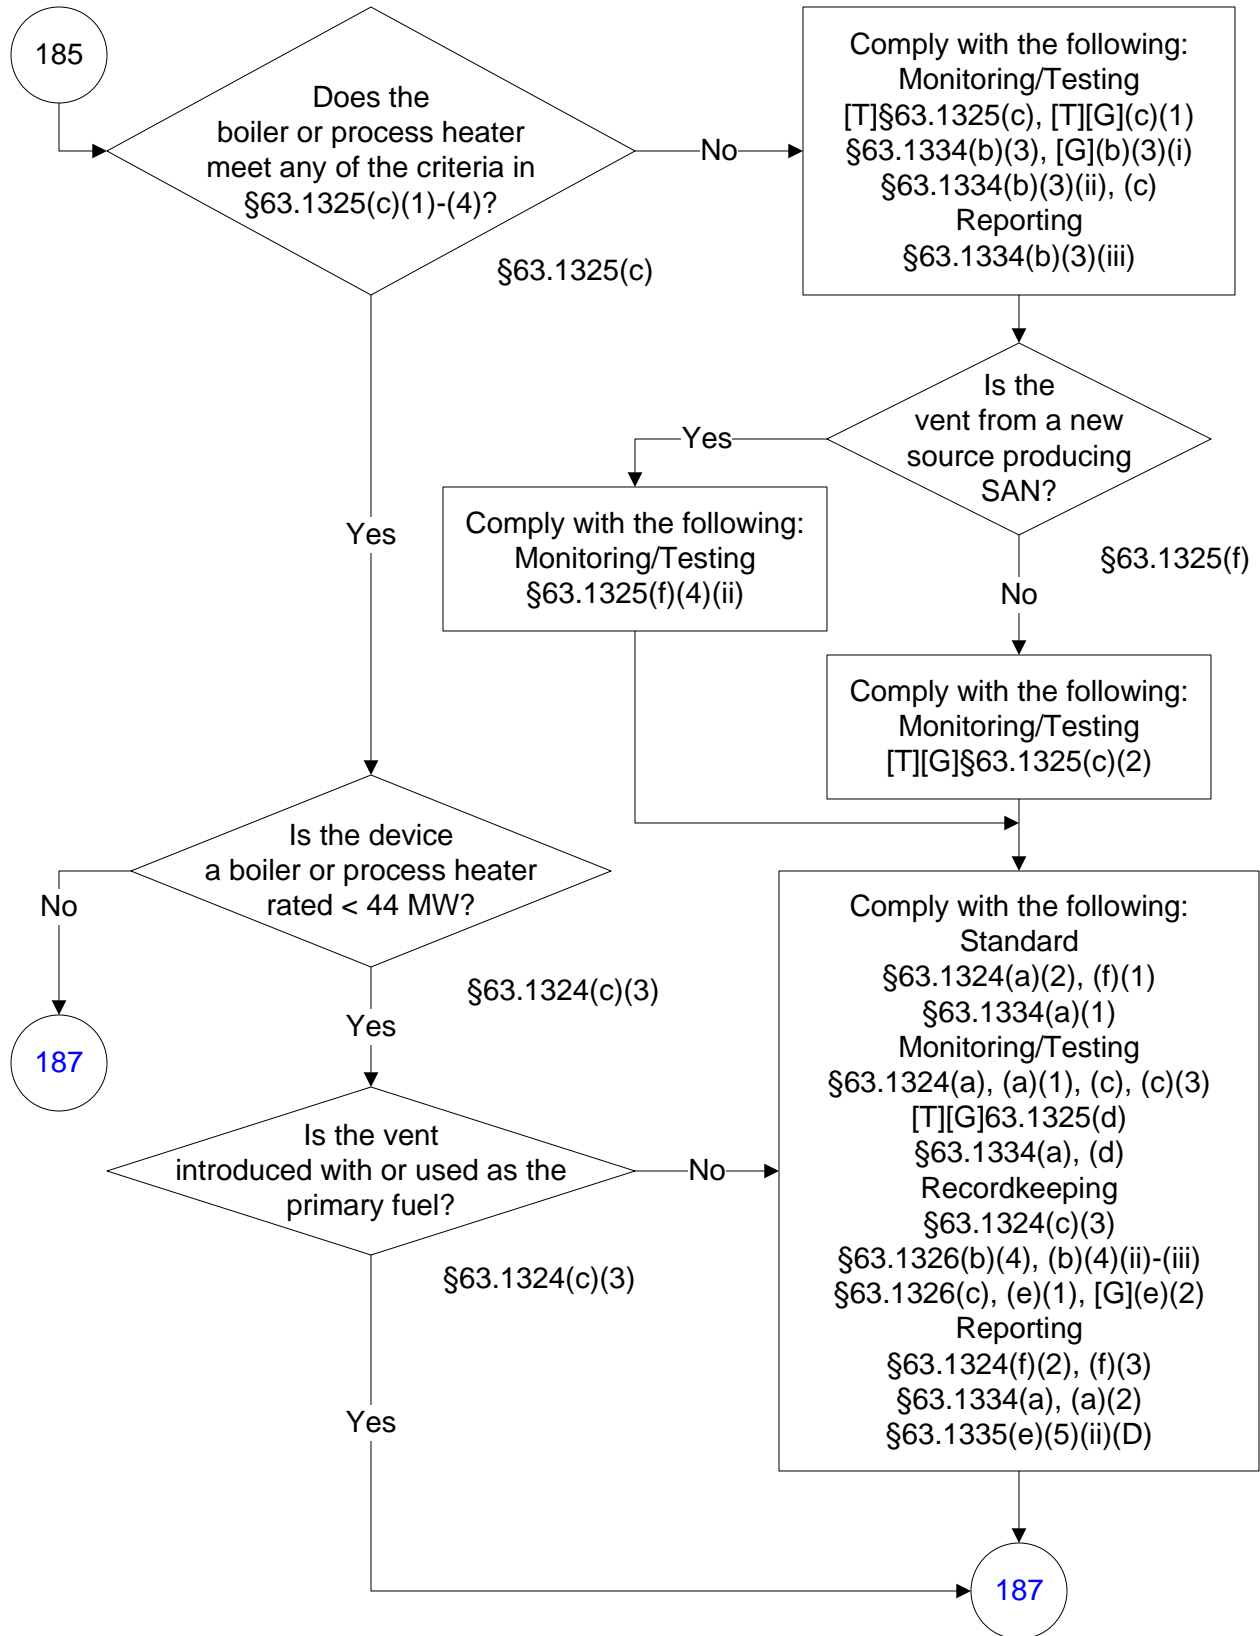 185
Does the
boiler or process heater
meet any of the criteria in
§63.1325(c)(1)-(4)?
§63.1325(c)
No
Comply with the following:
Monitoring/Testing
[T]§63.1325(c), [T][G](c)(1)
§63.1334(b)(3), [G](b)(3)(i)
§63.1334(b)(3)(ii), (c)
Reporting
§63.1334(b)(3)(iii)
Is the
vent from a new
source producing
SAN?
§63.1325(f)
Yes
Comply with the following:
Monitoring/Testing
§63.1325(f)(4)(ii)
No
Comply with the following:
Monitoring/Testing
[T][G]§63.1325(c)(2)
Yes
Is the device
a boiler or process heater
rated < 44 MW?
§63.1324(c)(3)
No
187
Yes
Is the vent
introduced with or used as the
primary fuel?
§63.1324(c)(3)
No
Comply with the following:
Standard
§63.1324(a)(2), (f)(1)
§63.1334(a)(1)
Monitoring/Testing
§63.1324(a), (a)(1), (c), (c)(3)
[T][G]63.1325(d)
§63.1334(a), (d)
Recordkeeping
§63.1324(c)(3)
§63.1326(b)(4), (b)(4)(ii)-(iii)
§63.1326(c), (e)(1), [G](e)(2)
Reporting
§63.1324(f)(2), (f)(3)
§63.1334(a), (a)(2)
§63.1335(e)(5)(ii)(D)
Yes
187